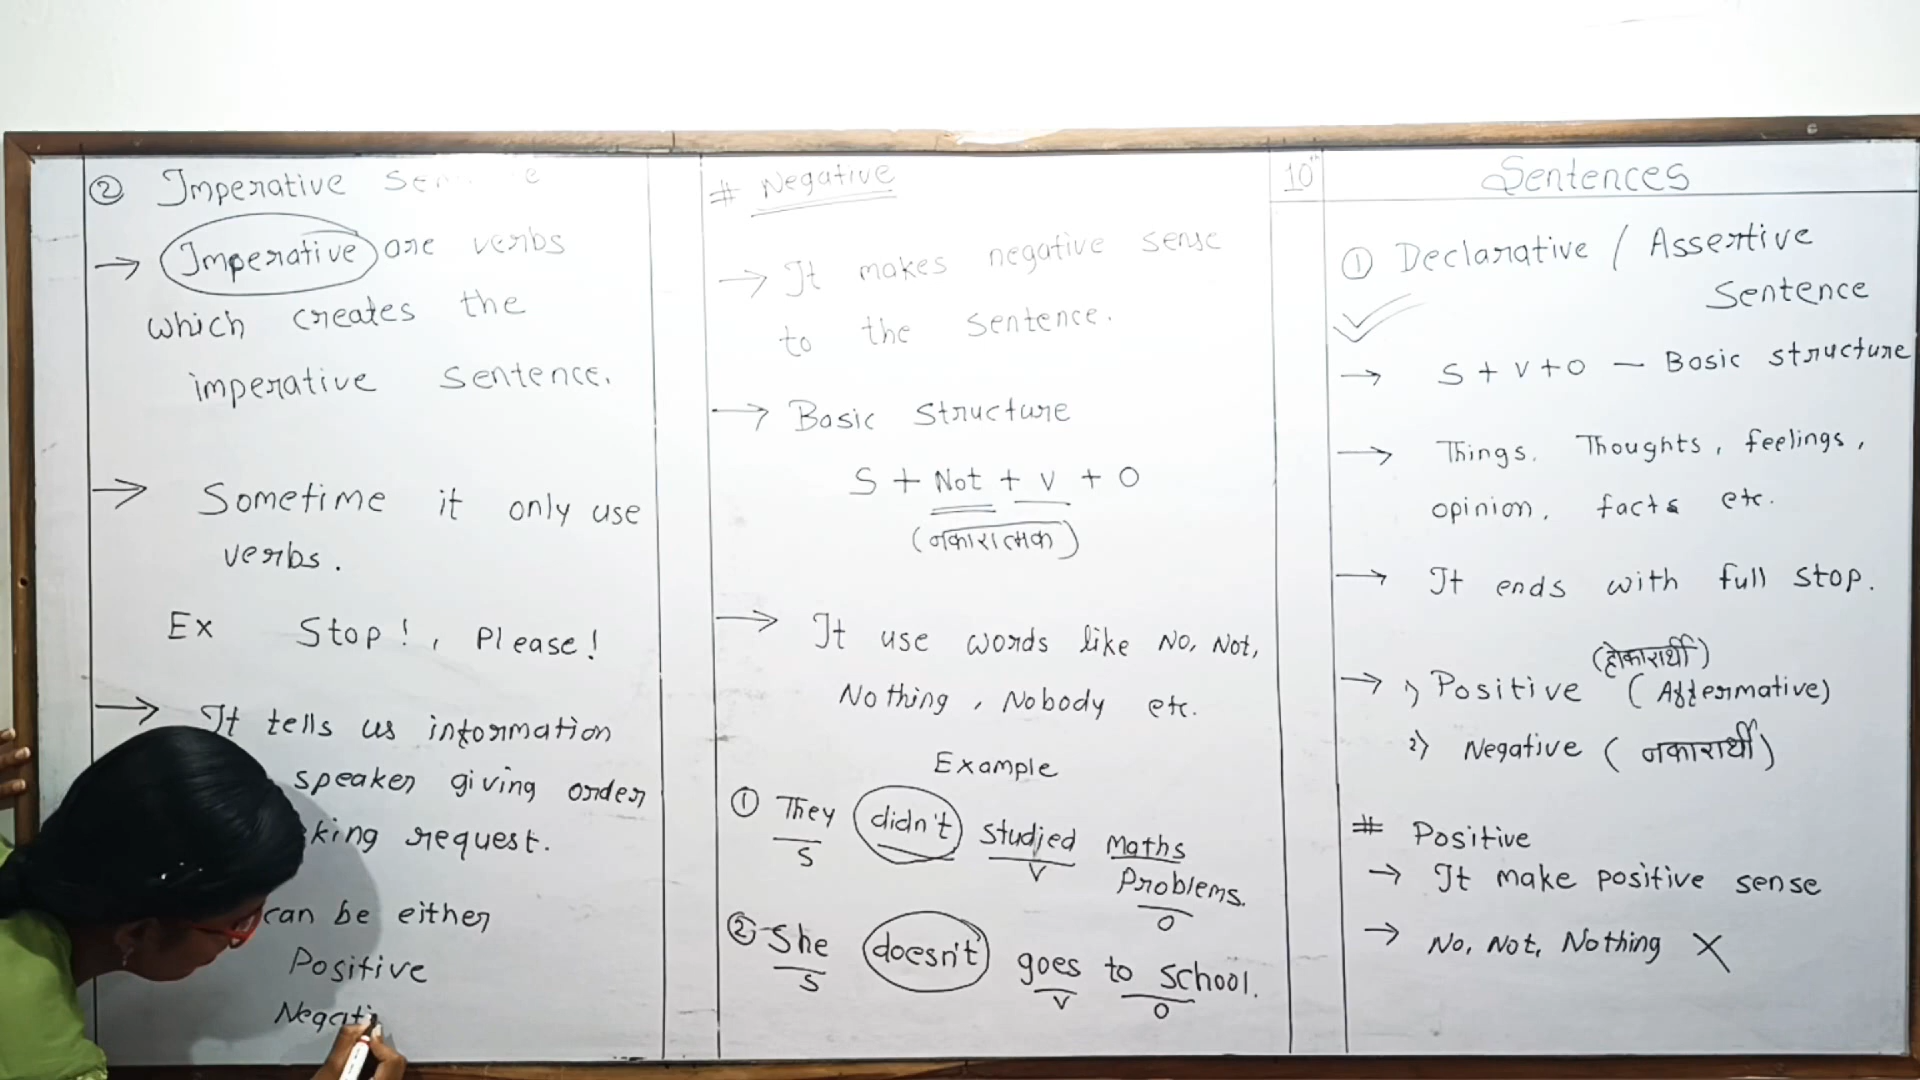 10th
Sentences
① Declarative / Assertive
Sentence
→ S + V + O — Basic structure
→ Things, Thoughts, feelings,
opinion, facts etc.
→ It ends with full stop.
(होकारार्थी)
→ 1) Positive (Affermative)
2) Negative (नकारार्थी)
# Positive
→ It make positive sense
→ No, Not, Nothing X
# Negative
→ It makes negative sense
to the sentence.
→ Basic structure
S + Not + V + O
(नकारात्मक)
→ It use words like No, Not,
Nothing, Nobody etc.
Example
① They didn't studied Maths
S V
Problems.
O
② She doesn't goes to school.
S V O
② Imperative
→ Imperative are verbs
which creates the
imperative sentence.
→ Sometime it only use
verbs.
Ex Stop!, Please!
→ It tells us information
speaker giving order
request.
can be either
Positive
Negati